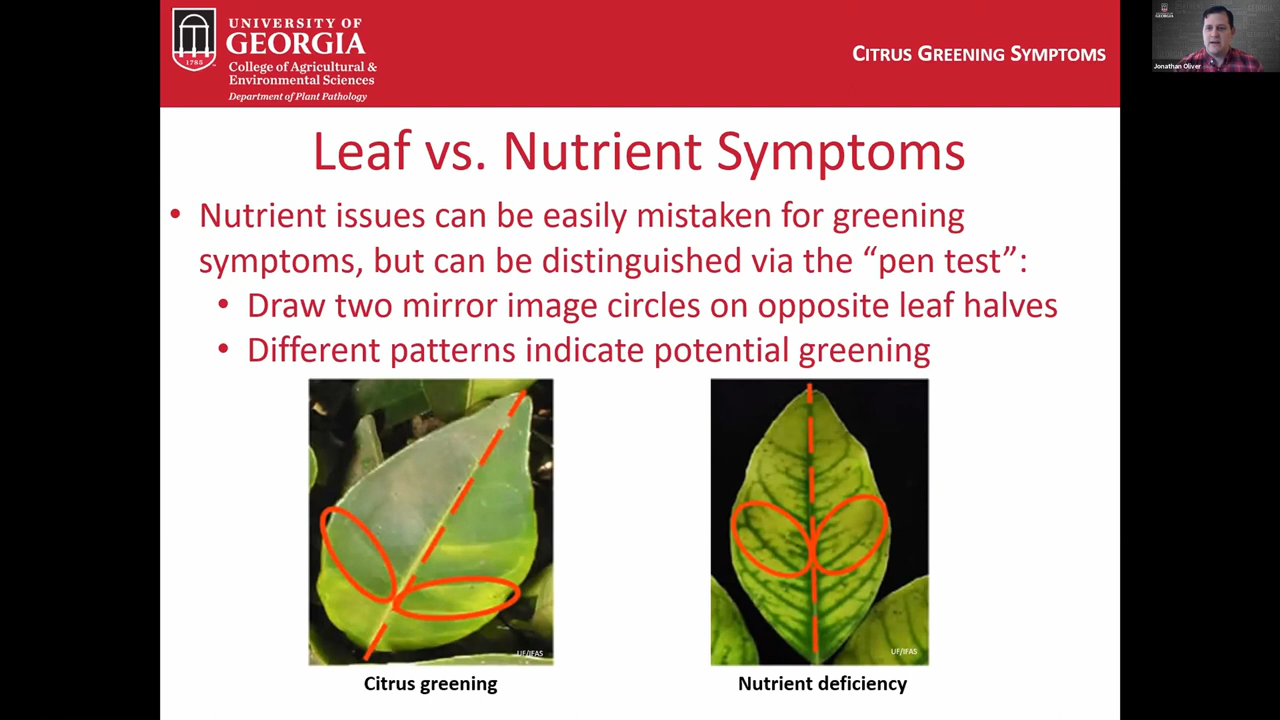 UNIVERSITY OF
GEORGIA
College of Agricultural &
Environmental Sciences
Department of Plant Pathology
1785
CITRUS GREENING SYMPTOMS
Jonathan Oliver
Leaf vs. Nutrient Symptoms
• Nutrient issues can be easily mistaken for greening
symptoms, but can be distinguished via the “pen test”:
• Draw two mirror image circles on opposite leaf halves
• Different patterns indicate potential greening
UF/IFAS
UF/IFAS
Citrus greening
Nutrient deficiency